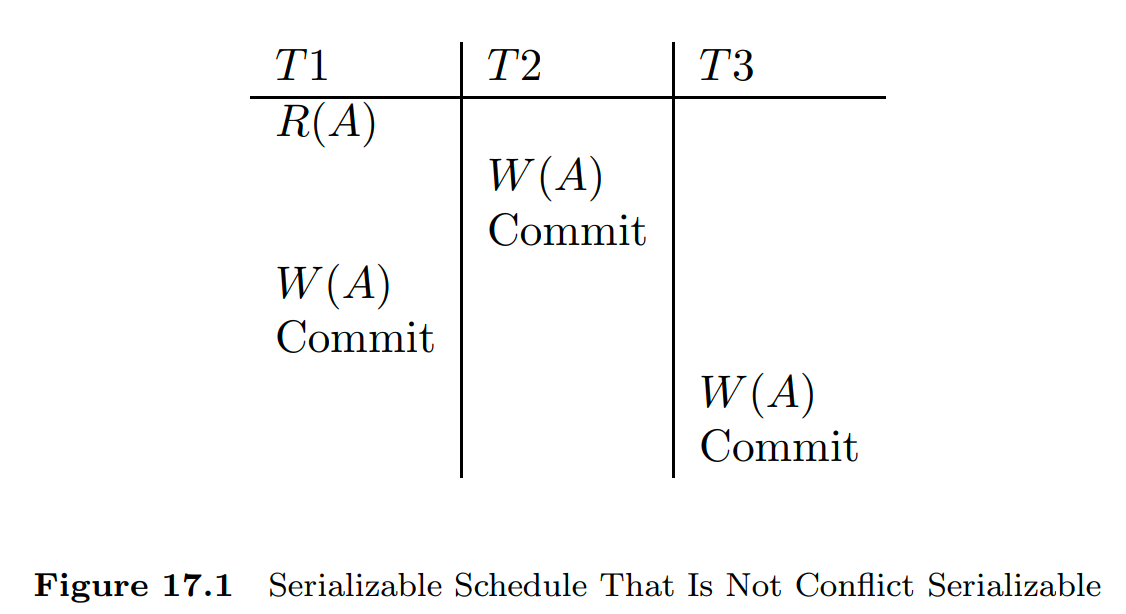 T1 T2 T3
R(A)
W(A)
Commit
W(A)
Commit
W(A)
Commit
Figure 17.1 Serializable Schedule That Is Not Conflict Serializable